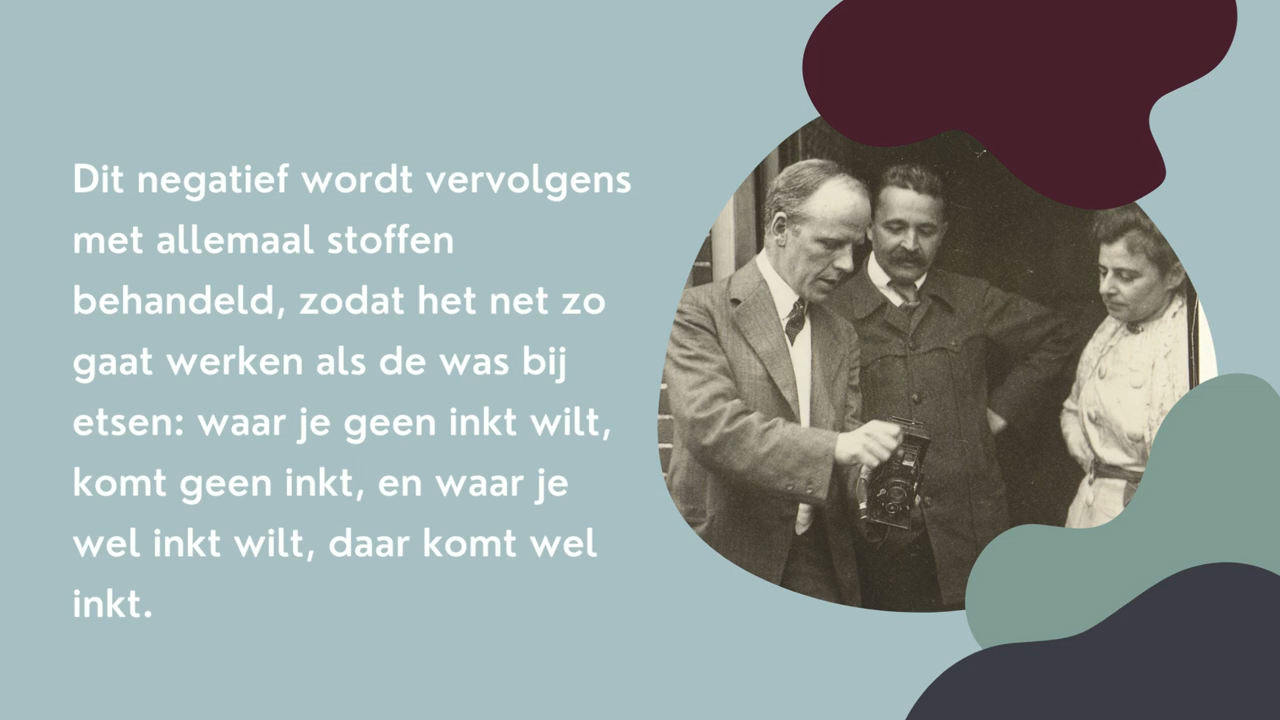 Dit negatief wordt vervolgens
met allemaal stoffen
behandeld, zodat het net zo
gaat werken als de was bij
etsen: waar je geen inkt wilt,
komt geen inkt, en waar je
wel inkt wilt, daar komt wel
inkt.